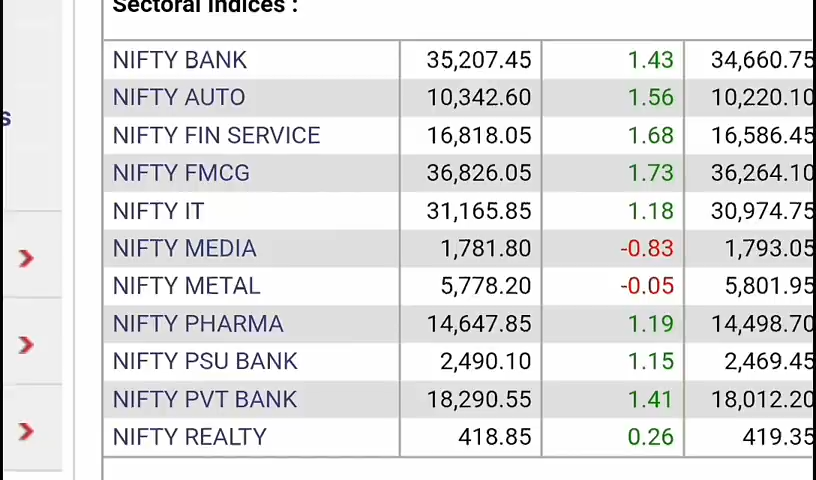 Sectoral Indices :
NIFTY BANK 35,207.45 1.43 34,660.75
NIFTY AUTO 10,342.60 1.56 10,220.10
s
NIFTY FIN SERVICE 16,818.05 1.68 16,586.45
NIFTY FMCG 36,826.05 1.73 36,264.10
NIFTY IT 31,165.85 1.18 30,974.75
NIFTY MEDIA 1,781.80 -0.83 1,793.05
NIFTY METAL 5,778.20 -0.05 5,801.95
NIFTY PHARMA 14,647.85 1.19 14,498.70
NIFTY PSU BANK 2,490.10 1.15 2,469.45
NIFTY PVT BANK 18,290.55 1.41 18,012.20
NIFTY REALTY 418.85 0.26 419.35